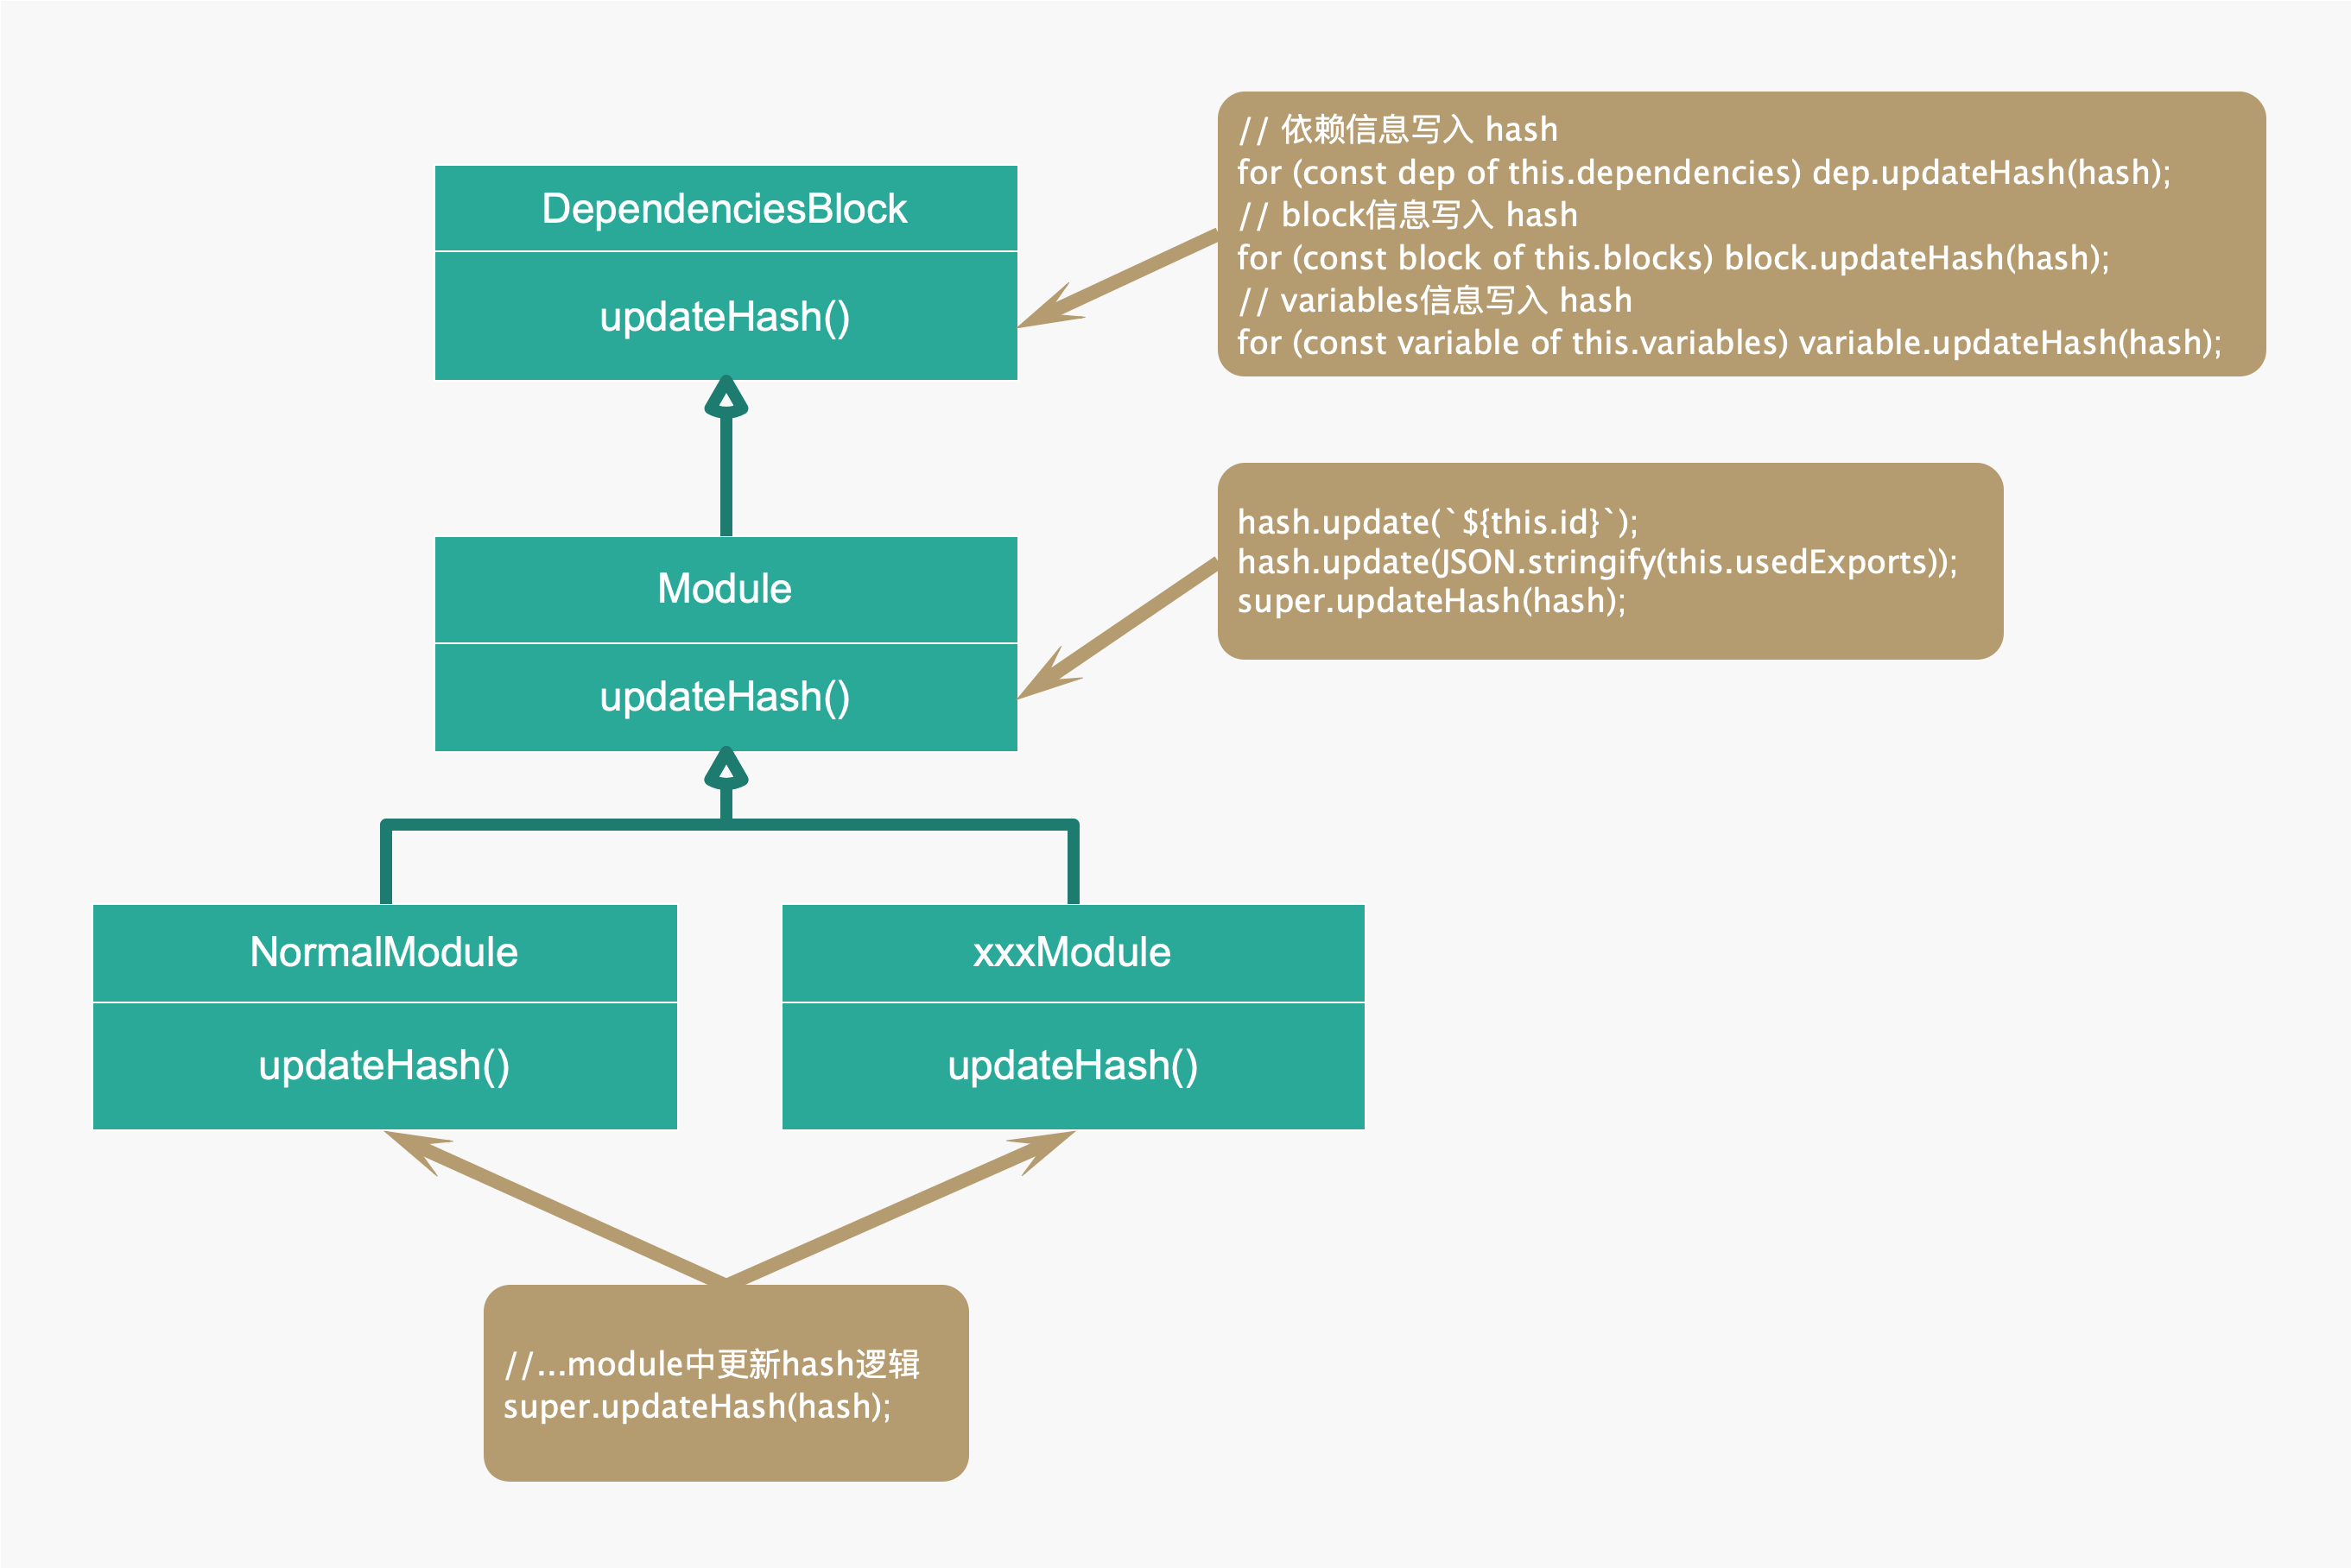 DependenciesBlock
updateHash()
// 依赖信息写入 hash
for (const dep of this.dependencies) dep.updateHash(hash);
// block信息写入 hash
for (const block of this.blocks) block.updateHash(hash);
// variables信息写入 hash
for (const variable of this.variables) variable.updateHash(hash);
Module
updateHash()
hash.update(`${this.id}`);
hash.update(JSON.stringify(this.usedExports));
super.updateHash(hash);
NormalModule
updateHash()
xxxModule
updateHash()
//...module中更新hash逻辑
super.updateHash(hash);